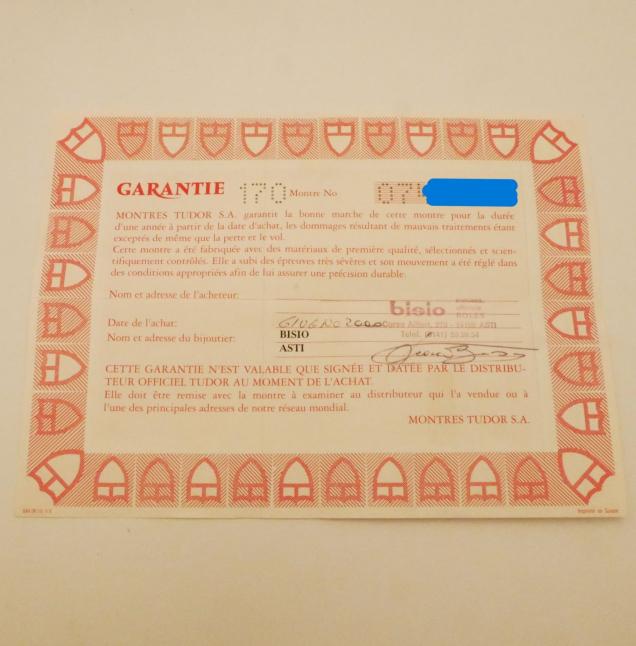 GARANTIE 170 Montre No 07
MONTRES TUDOR S.A. garantit la bonne marche de cette montre pour la durée
d'une année à partir de la date d'achat, les dommages résultant de mauvais traitements étant
exceptés de même que la perte et le vol.
Cette montre a été fabriquée avec des matériaux de première qualité, sélectionnés et scien-
tifiquement contrôlés. Elle a subi des épreuves très sévères et son mouvement a été réglé dans
des conditions appropriées afin de lui assurer une précision durable.
Nom et adresse de l'acheteur:
bisio ROLEX
Date de l'achat: GIUGNO 2000 Corso Alfieri, ASTI
Nom et adresse du bijoutier: BISIO Telef. (0141)
ASTI
CETTE GARANTIE N'EST VALABLE QUE SIGNÉE ET DATÉE PAR LE DISTRIBU-
TEUR OFFICIEL TUDOR AU MOMENT DE L'ACHAT.
Elle doit être remise avec la montre à examiner au distributeur qui l'a vendue ou à
l'une des principales adresses de notre réseau mondial.
MONTRES TUDOR S.A.
Imprimé en Suisse